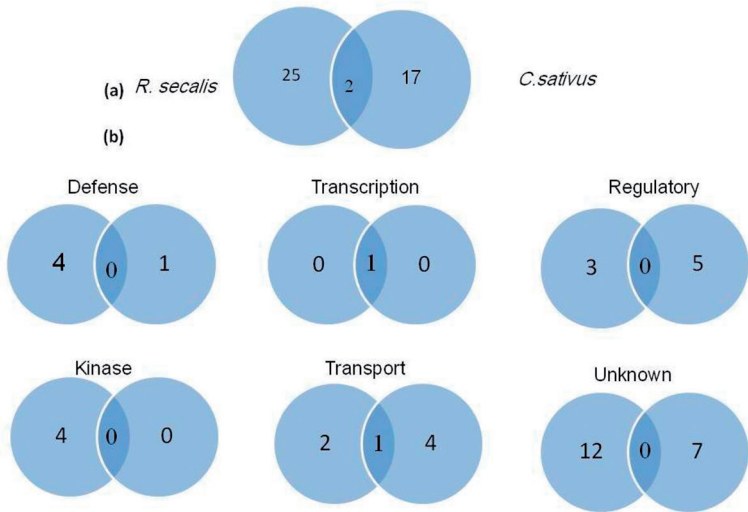 25 2 17
(a) R. secalis C.sativus
(b)
Defense Transcription Regulatory
4 0 1 0 1 0 3 0 5
Kinase Transport Unknown
4 0 0 2 1 4 12 0 7